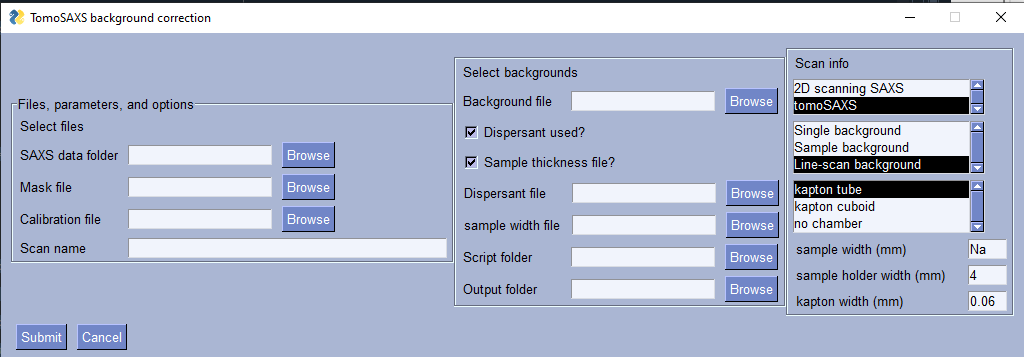 TomoSAXS background correction
Files, parameters, and options
Select files
SAXS data folder Browse
Mask file Browse
Calibration file Browse
Scan name
Select backgrounds
Background file Browse
Dispersant used?
Sample thickness file?
Dispersant file Browse
sample width file Browse
Script folder Browse
Output folder Browse
Scan info
2D scanning SAXS
tomoSAXS
Single background
Sample background
Line-scan background
kapton tube
kapton cuboid
no chamber
sample width (mm) Na
sample holder width (mm) 4
kapton width (mm) 0.06
Submit Cancel